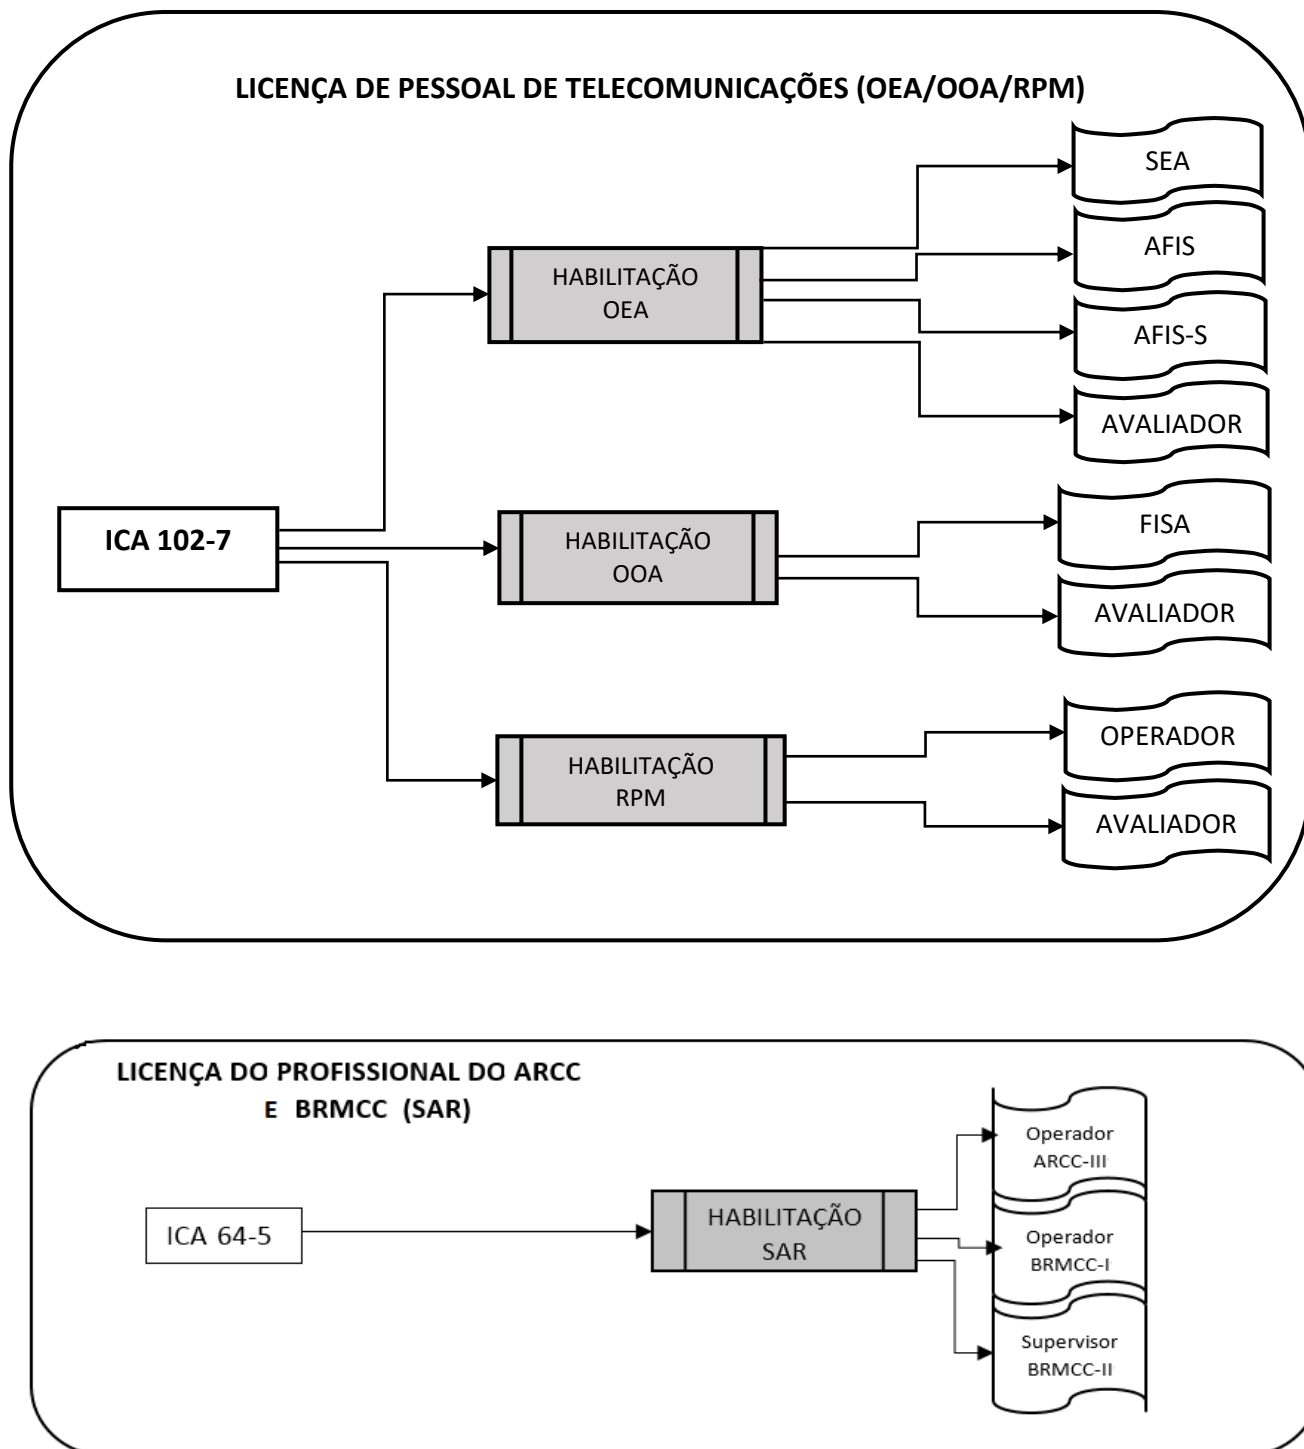 LICENÇA DE PESSOAL DE TELECOMUNICAÇÕES (OEA/OOA/RPM)
SEA
AFIS
AFIS-S
AVALIADOR
HABILITAÇÃO
OEA
ICA 102-7
HABILITAÇÃO
OOA
FISA
AVALIADOR
HABILITAÇÃO
RPM
OPERADOR
AVALIADOR
LICENÇA DO PROFISSIONAL DO ARCC
E BRMCC (SAR)
ICA 64-5
HABILITAÇÃO
SAR
Operador
ARCC-III
Operador
BRMCC-I
Supervisor
BRMCC-II